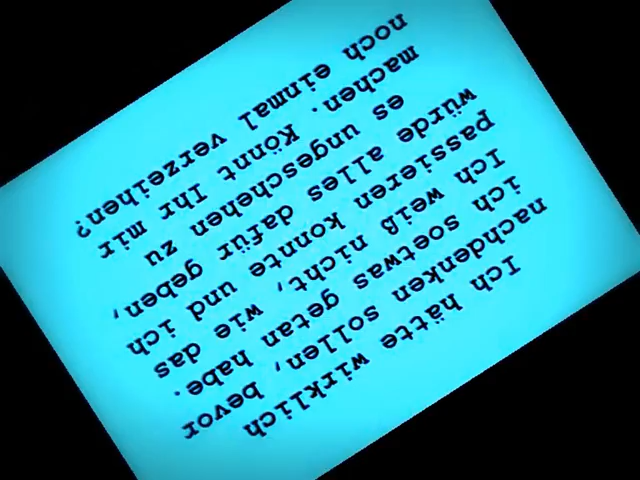 Ich hätte wirklich
nachdenken sollen, bevor
ich soetwas getan habe.
Ich weiß nicht, wie das
passieren konnte und ich
würde alles dafür geben,
es ungeschehen zu
machen. Könnt Ihr mir
noch einmal verzeihen?